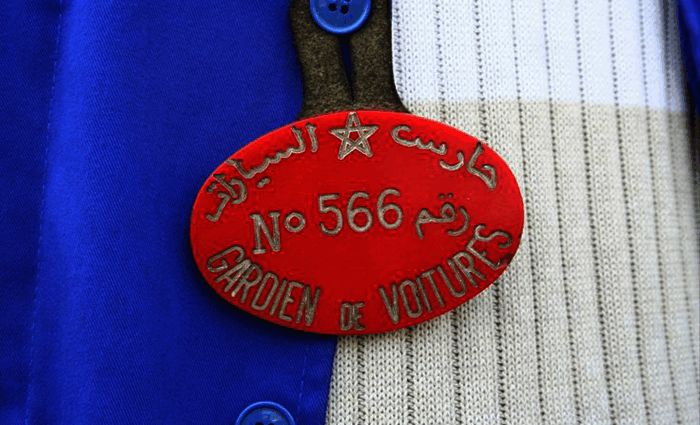 حارس السيارات
No 566 رقم
GARDIEN DE VOITURES